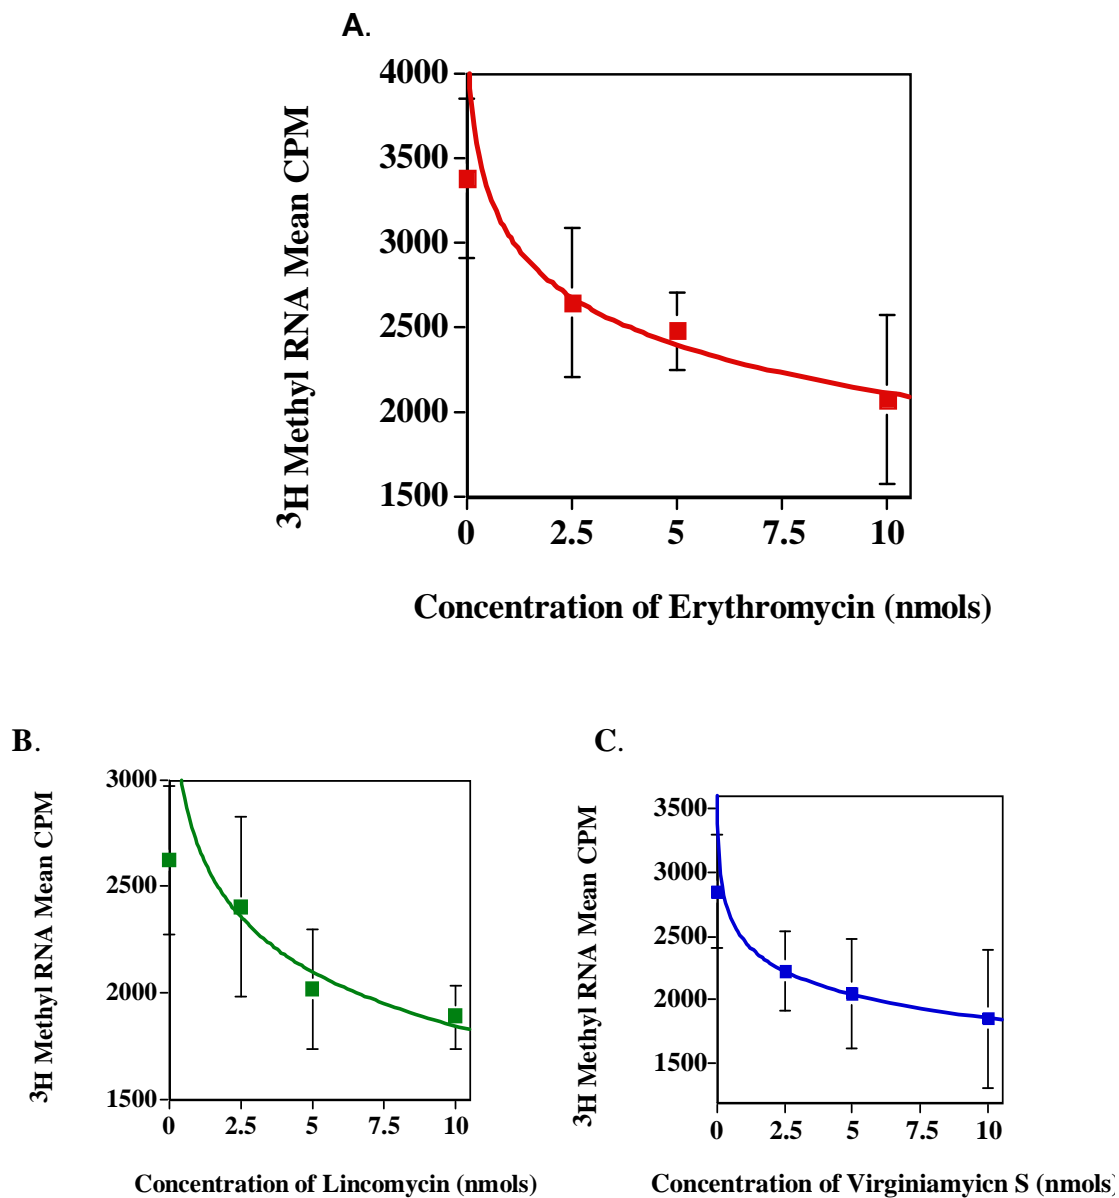 A.
4000
3500
3000
2500
2000
1500
3H Methyl RNA Mean CPM
0 2.5 5 7.5 10
Concentration of Erythromycin (nmols)
B.
3000
2500
2000
1500
3H Methyl RNA Mean CPM
0 2.5 5 7.5 10
Concentration of Lincomycin (nmols)
C.
3500
3000
2500
2000
1500
3H Methyl RNA Mean CPM
0 2.5 5 7.5 10
Concentration of Virginiamyicn S (nmols)